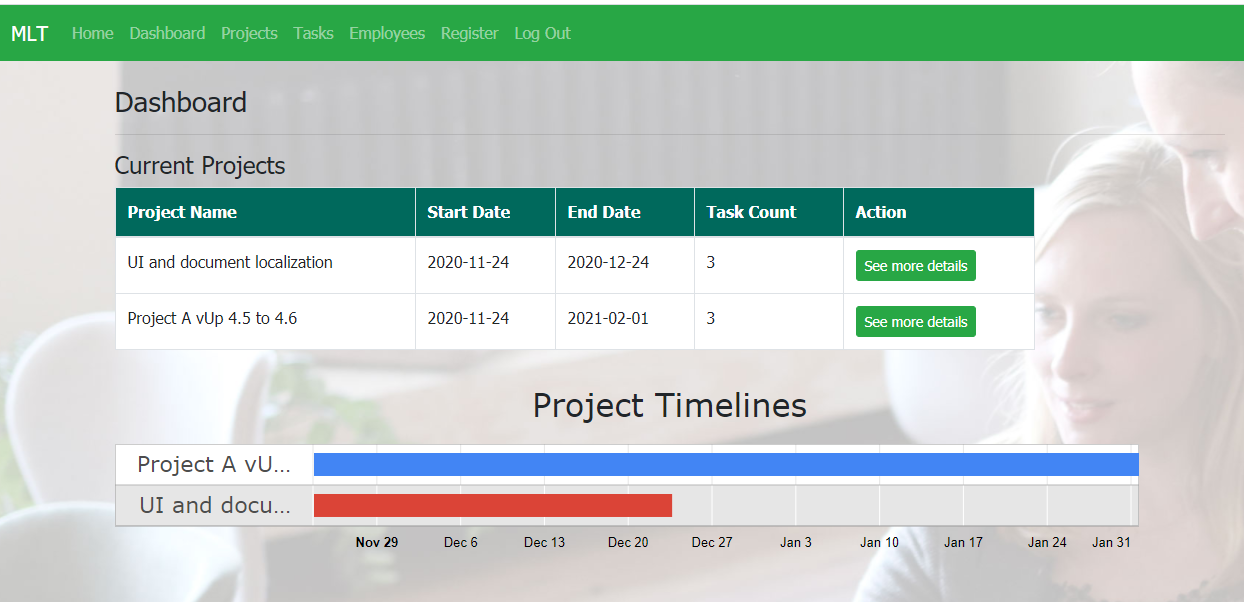 MLT Home Dashboard Projects Tasks Employees Register Log Out
Dashboard
Current Projects
Project Name Start Date End Date Task Count Action
UI and document localization 2020-11-24 2020-12-24 3 See more details
Project A vUp 4.5 to 4.6 2020-11-24 2021-02-01 3 See more details
Project Timelines
Project A vU...
UI and docu...
Nov 29 Dec 6 Dec 13 Dec 20 Dec 27 Jan 3 Jan 10 Jan 17 Jan 24 Jan 31